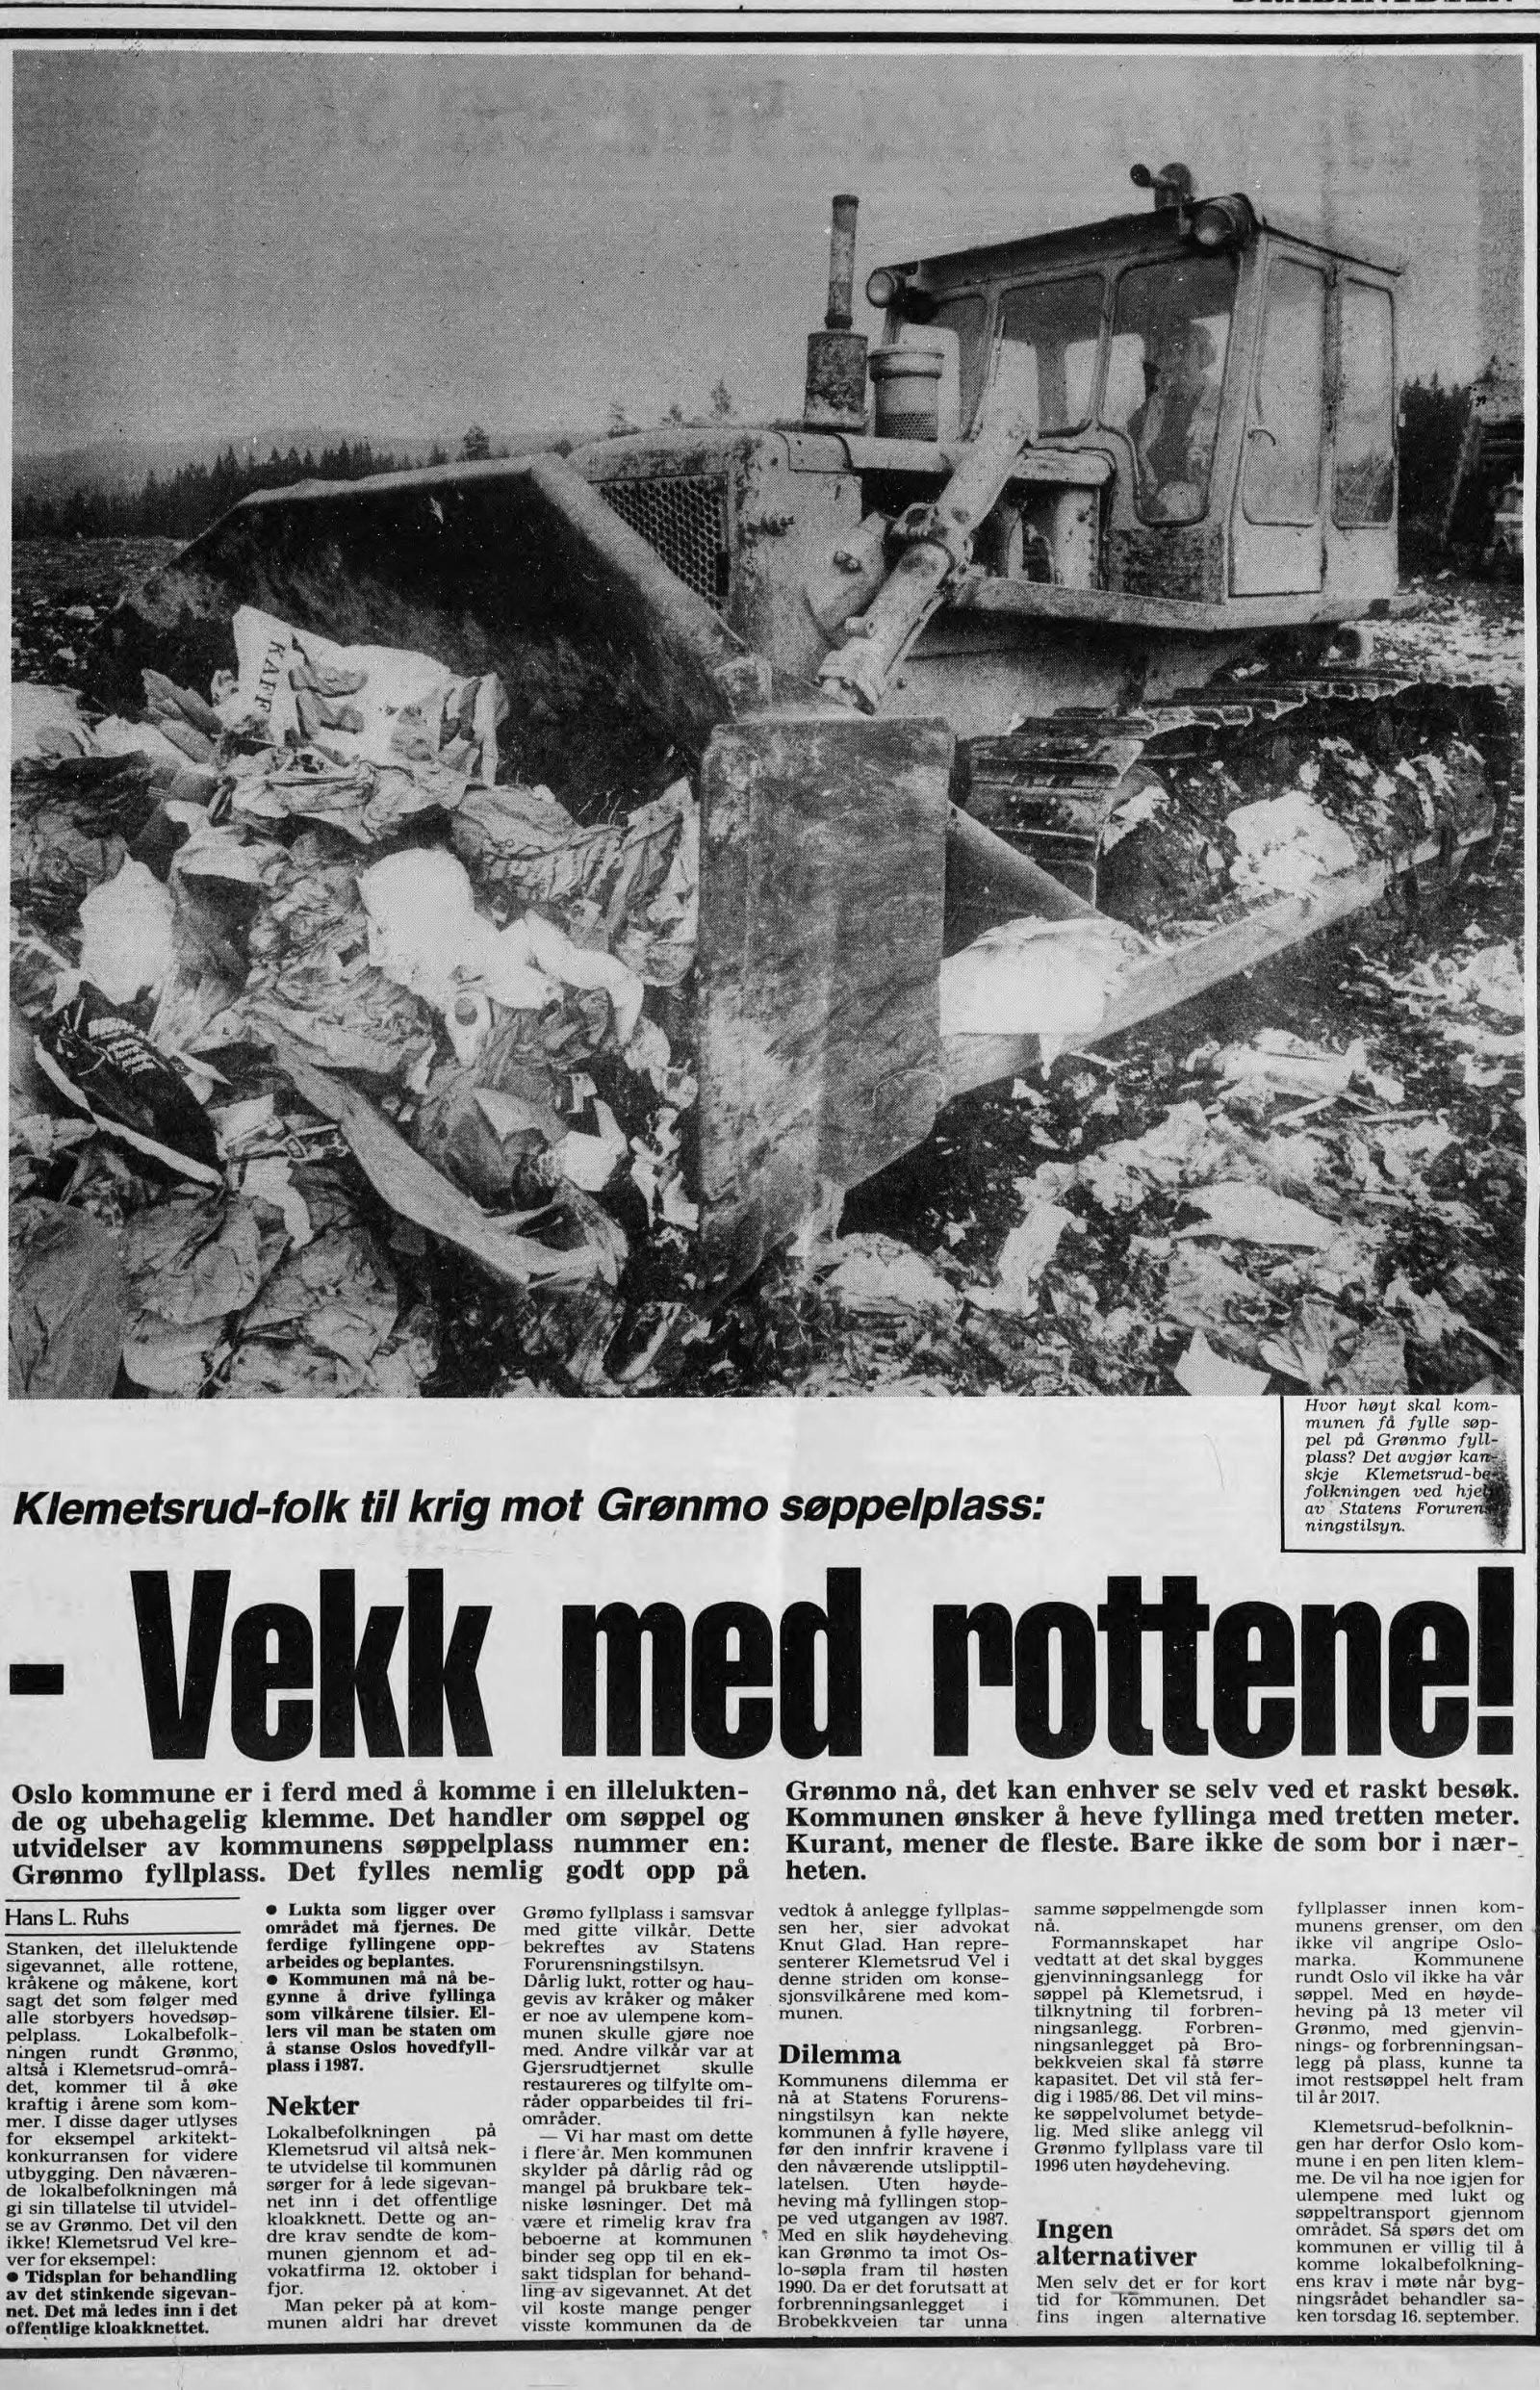 KAFF
Hvor høyt skal kom-
munen få fylle søp-
pel på Grønmo fyll-
plass? Det avgjør kan-
skje Klemetsrud-be-
folkningen ved hjelp
av Statens Foruren-
ningstilsyn.
Klemetsrud-folk til krig mot Grønmo søppelplass:
- Vekk med rottene!
Oslo kommune er i ferd med å komme i en illelukten-
de og ubehagelig klemme. Det handler om søppel og
utvidelser av kommunens søppelplass nummer en:
Grønmo fyllplass. Det fylles nemlig godt opp på
Grønmo nå, det kan enhver se selv ved et raskt besøk.
Kommunen ønsker å heve fyllinga med tretten meter.
Kurant, mener de fleste. Bare ikke de som bor i nær-
heten.
Hans L. Ruhs
Stanken, det illeluktende
sigevannet, alle rottene,
kråkene og måkene, kort
sagt det som følger med
alle storbyers hovedsøp-
pelplass. Lokalbefolk-
ningen rundt Grønmo,
altså i Klemetsrud-områ-
det, kommer til å øke
kraftig i årene som kom-
mer. I disse dager utlyses
for eksempel arkitekt-
konkurransen for videre
utbygging. Den nåværen-
de lokalbefolkningen må
gi sin tillatelse til utvidel-
se av Grønmo. Det vil den
ikke! Klemetsrud Vel kre-
ver for eksempel:
● Tidsplan for behandling
av det stinkende sigevan-
net. Det må ledes inn i det
offentlige kloakknettet.
● Lukta som ligger over
området må fjernes. De
ferdige fyllingene opp-
arbeides og beplantes.
● Kommunen må nå be-
gynne å drive fyllinga
som vilkårene tilsier. El-
lers vil man be staten om
å stanse Oslos hovedfyll-
plass i 1987.
Nekter
Lokalbefolkningen på
Klemetsrud vil altså nek-
te utvidelse til kommunen
sørger for å lede sigevan-
net inn i det offentlige
kloakknett. Dette og an-
dre krav sendte de kom-
munen gjennom et ad-
vokatfirma 12. oktober i
fjor.
Man peker på at kom-
munen aldri har drevet
Grømo fyllplass i samsvar
med gitte vilkår. Dette
bekreftes av Statens
Forurensningstilsyn.
Dårlig lukt, rotter og hau-
gevis av kråker og måker
er noe av ulempene kom-
munen skulle gjøre noe
med. Andre vilkår var at
Gjersrudtjernet skulle
restaureres og tilfylte om-
råder opparbeides til fri-
områder.
— Vi har mast om dette
i flere år. Men kommunen
skylder på dårlig råd og
mangel på brukbare tek-
niske løsninger. Det må
være et rimelig krav fra
beboerne at kommunen
binder seg opp til en ek-
sakt tidsplan for behand-
ling av sigevannet. At det
vil koste mange penger
visste kommunen da de
vedtok å anlegge fyllplas-
sen her, sier advokat
Knut Glad. Han repre-
senterer Klemetsrud Vel i
denne striden om konse-
sjonsvilkårene med kom-
munen.
Dilemma
Kommunens dilemma er
nå at Statens Forurens-
ningstilsyn kan nekte
kommunen å fylle høyere,
før den innfrir kravene i
den nåværende utslipptil-
latelsen. Uten høyde-
heving må fyllingen stop-
pe ved utgangen av 1987.
Med en slik høydeheving
kan Grønmo ta imot Os-
lo-søpla fram til høsten
1990. Da er det forutsatt at
forbrenningsanlegget i
Brobekkveien tar unna
samme søppelmengde som
nå.
Formannskapet har
vedtatt at det skal bygges
gjenvinningsanlegg for
søppel på Klemetsrud, i
tilknytning til forbren-
ningsanlegg. Forbren-
ningsanlegget på Bro-
bekkveien skal få større
kapasitet. Det vil stå fer-
dig i 1985/86. Det vil mins-
ke søppelvolumet betyde-
lig. Med slike anlegg vil
Grønmo fyllplass vare til
1996 uten høydeheving.
Ingen
alternativer
Men selv det er for kort
tid for kommunen. Det
fins ingen alternative
fyllplasser innen kom-
munens grenser, om den
ikke vil angripe Oslo-
marka. Kommunene
rundt Oslo vil ikke ha vår
søppel. Med en høyde-
heving på 13 meter vil
Grønmo, med gjenvin-
nings- og forbrenningsan-
legg på plass, kunne ta
imot restsøppel helt fram
til år 2017.
Klemetsrud-befolknin-
gen har derfor Oslo kom-
mune i en pen liten klem-
me. De vil ha noe igjen for
ulempene med lukt og
søppeltransport gjennom
området. Så spørs det om
kommunen er villig til å
komme lokalbefolkning-
ens krav i møte når byg-
ningsrådet behandler sa-
ken torsdag 16. september.